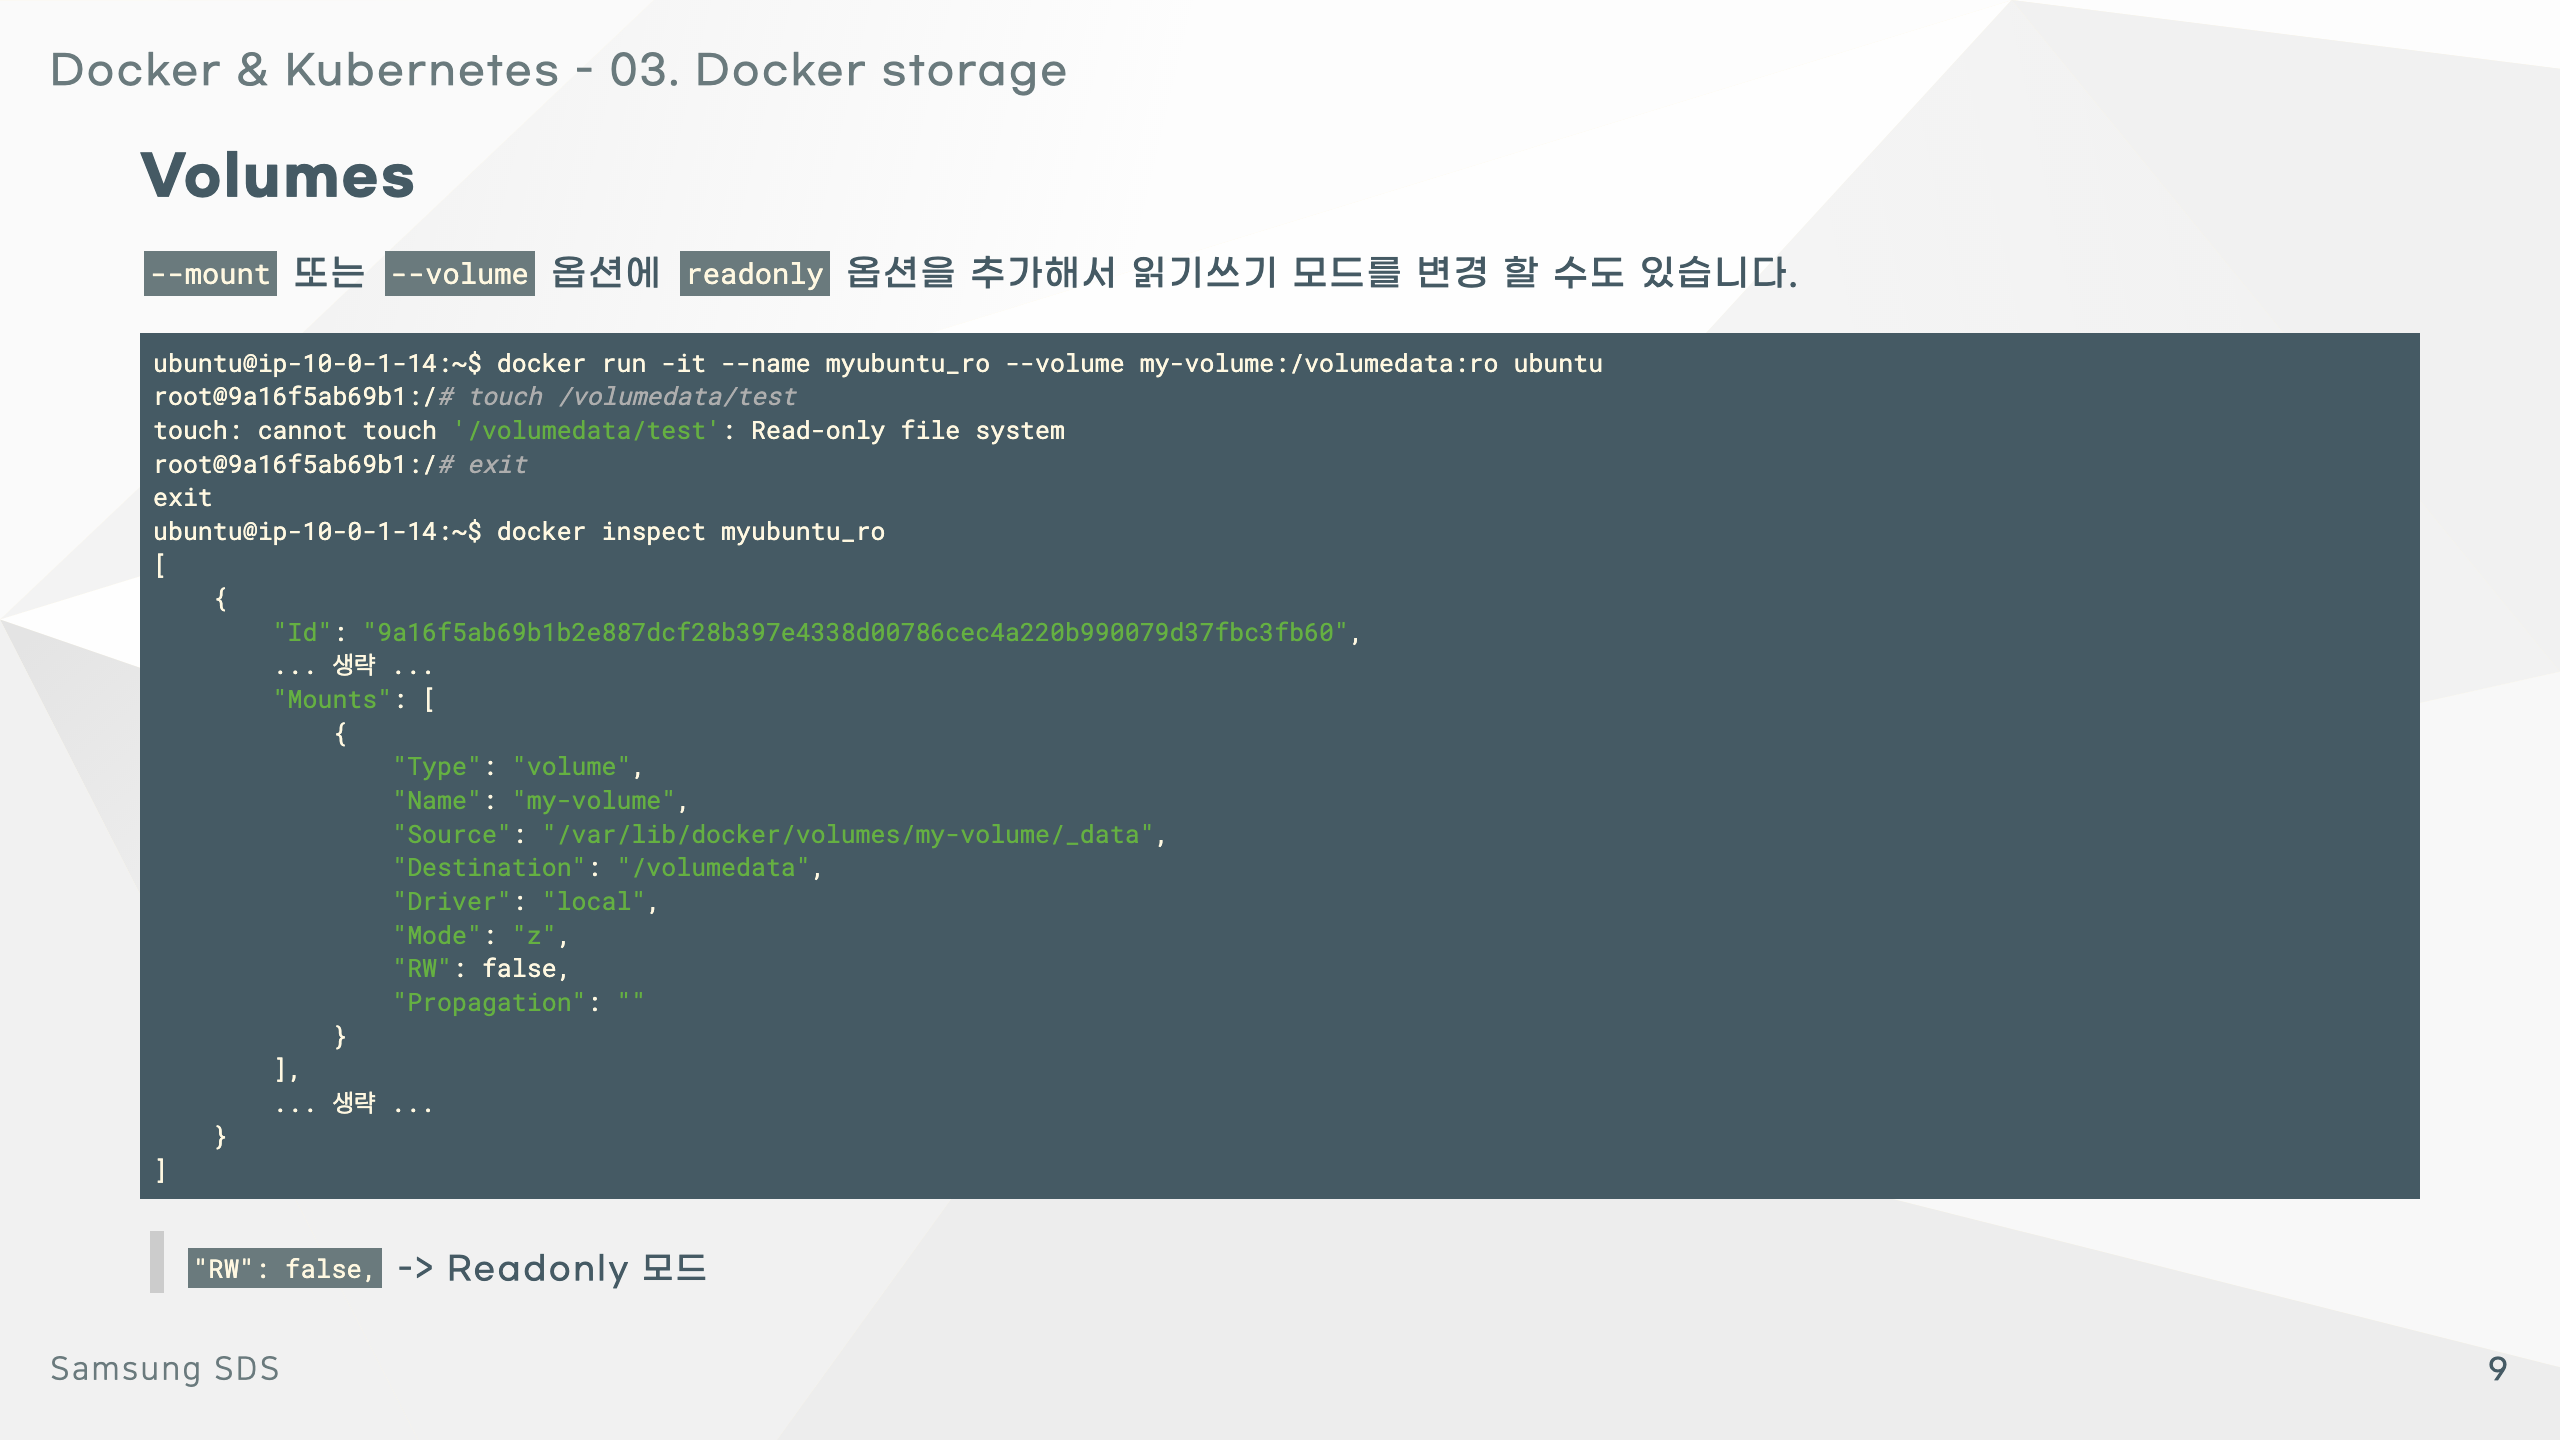 Docker & Kubernetes - 03. Docker storage
Volumes
--mount 또는 --volume 옵션에 readonly 옵션을 추가해서 읽기쓰기 모드를 변경 할 수도 있습니다.
ubuntu@ip-10-0-1-14:~$ docker run -it --name myubuntu_ro --volume my-volume:/volumedata:ro ubuntu
root@9a16f5ab69b1:/# touch /volumedata/test
touch: cannot touch '/volumedata/test': Read-only file system
root@9a16f5ab69b1:/# exit
exit
ubuntu@ip-10-0-1-14:~$ docker inspect myubuntu_ro
[
    {
        "Id": "9a16f5ab69b1b2e887dcf28b397e4338d00786cec4a220b990079d37fbc3fb60",
        ... 생략 ...
        "Mounts": [
            {
                "Type": "volume",
                "Name": "my-volume",
                "Source": "/var/lib/docker/volumes/my-volume/_data",
                "Destination": "/volumedata",
                "Driver": "local",
                "Mode": "z",
                "RW": false,
                "Propagation": ""
            }
        ],
        ... 생략 ...
    }
]
"RW": false, -> Readonly 모드
Samsung SDS
9